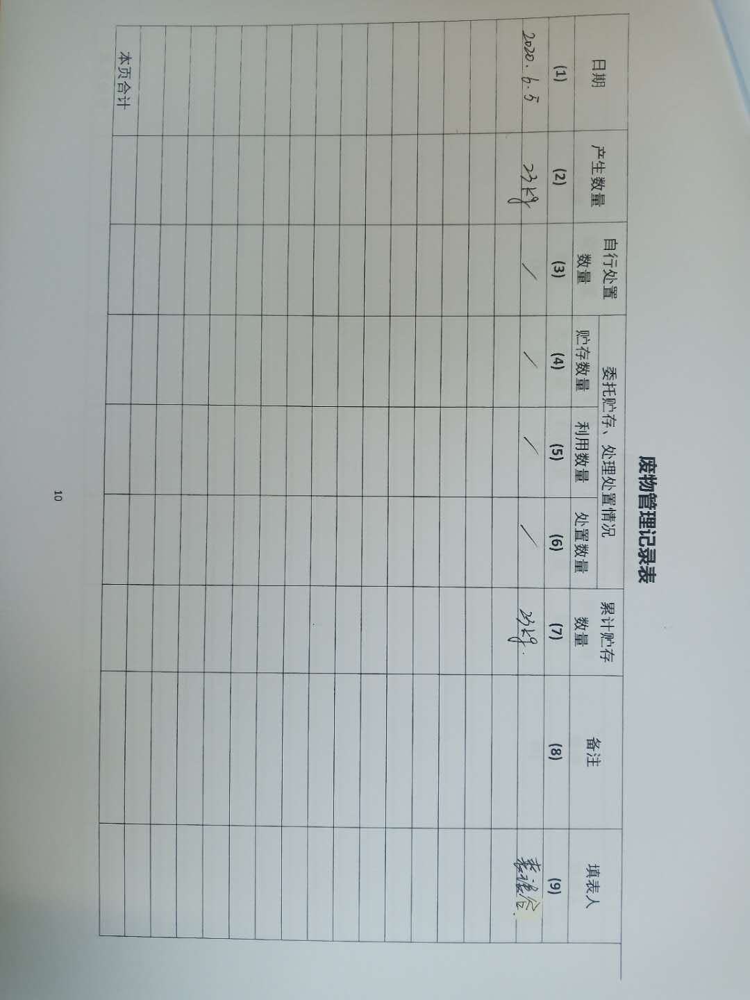 废物管理记录表
日期 产生数量 自行处置数量 委托贮存、处理处置情况 累计贮存数量 备注 填表人
贮存数量 利用数量 处置数量
(1) (2) (3) (4) (5) (6) (7) (8) (9)
2020.6.5 23kg / / / / 23kg.
本页合计
10